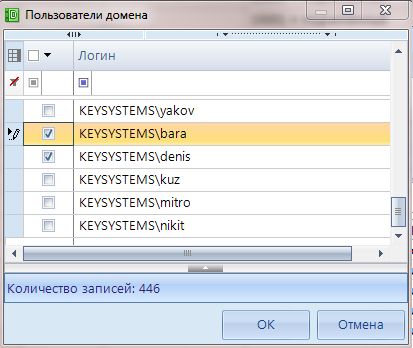 Пользователи домена
Логин
KEYSYSTEMS\yakov
KEYSYSTEMS\bara
KEYSYSTEMS\denis
KEYSYSTEMS\kuz
KEYSYSTEMS\mitro
KEYSYSTEMS\nikit
Количество записей: 446
ОК
Отмена